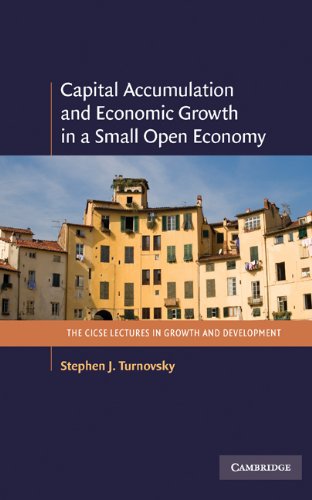 Capital Accumulation
and Economic Growth
in a Small Open Economy
THE CICSE LECTURES IN GROWTH AND DEVELOPMENT
Stephen J. Turnovsky
CAMBRIDGE